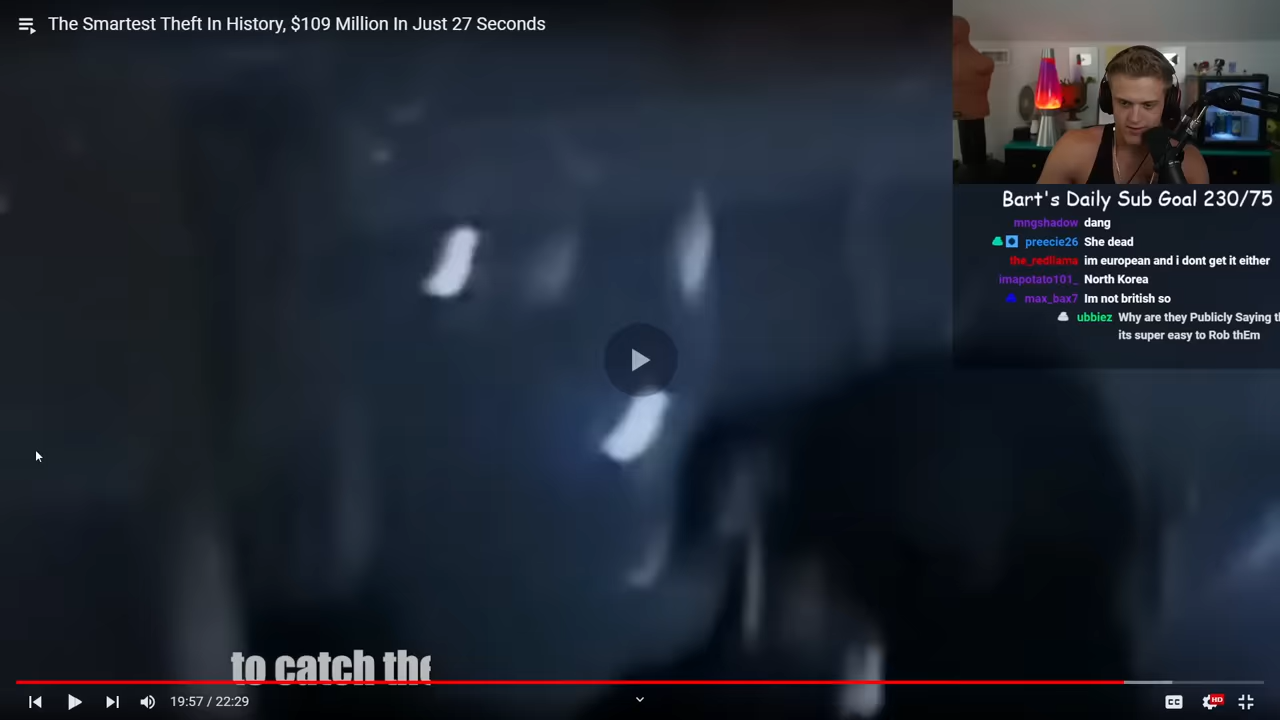 The Smartest Theft In History, $109 Million In Just 27 Seconds
Bart's Daily Sub Goal 230/75
mngshadow dang
preecie26 She dead
the_redllama im european and i dont get it either
imapotato101_ North Korea
max_bax7 Im not british so
ubbiez Why are they Publicly Saying th
its super easy to Rob thEm
to catch the
19:57 / 22:29
CC
HD